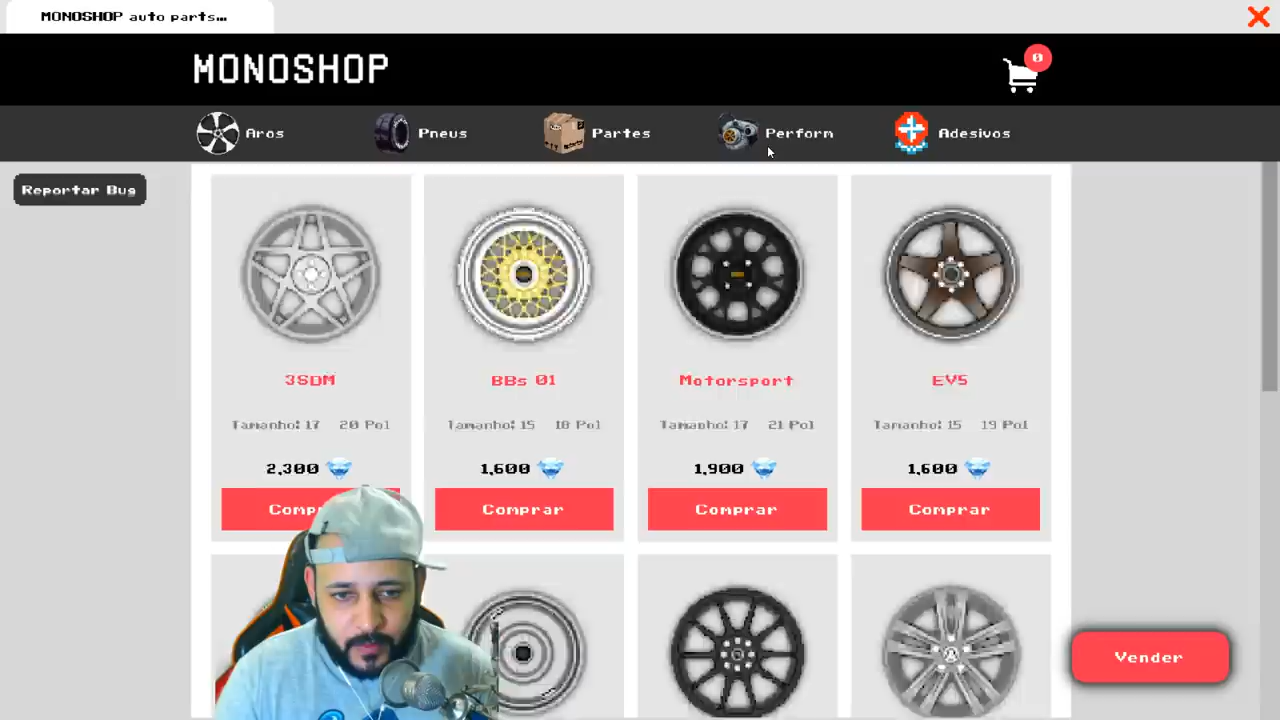 MONOSHOP auto parts...
MONOSHOP
0
Aros
Pneus
Partes
Perform
Adesivos
Reportar Bug
3SDM
BBs 01
Motorsport
EV5
Tamanho: 17 20 Pol
Tamanho: 15 18 Pol
Tamanho: 17 21 Pol
Tamanho: 15 19 Pol
2,300
1,600
1,900
1,600
Comprar
Comprar
Comprar
Vender